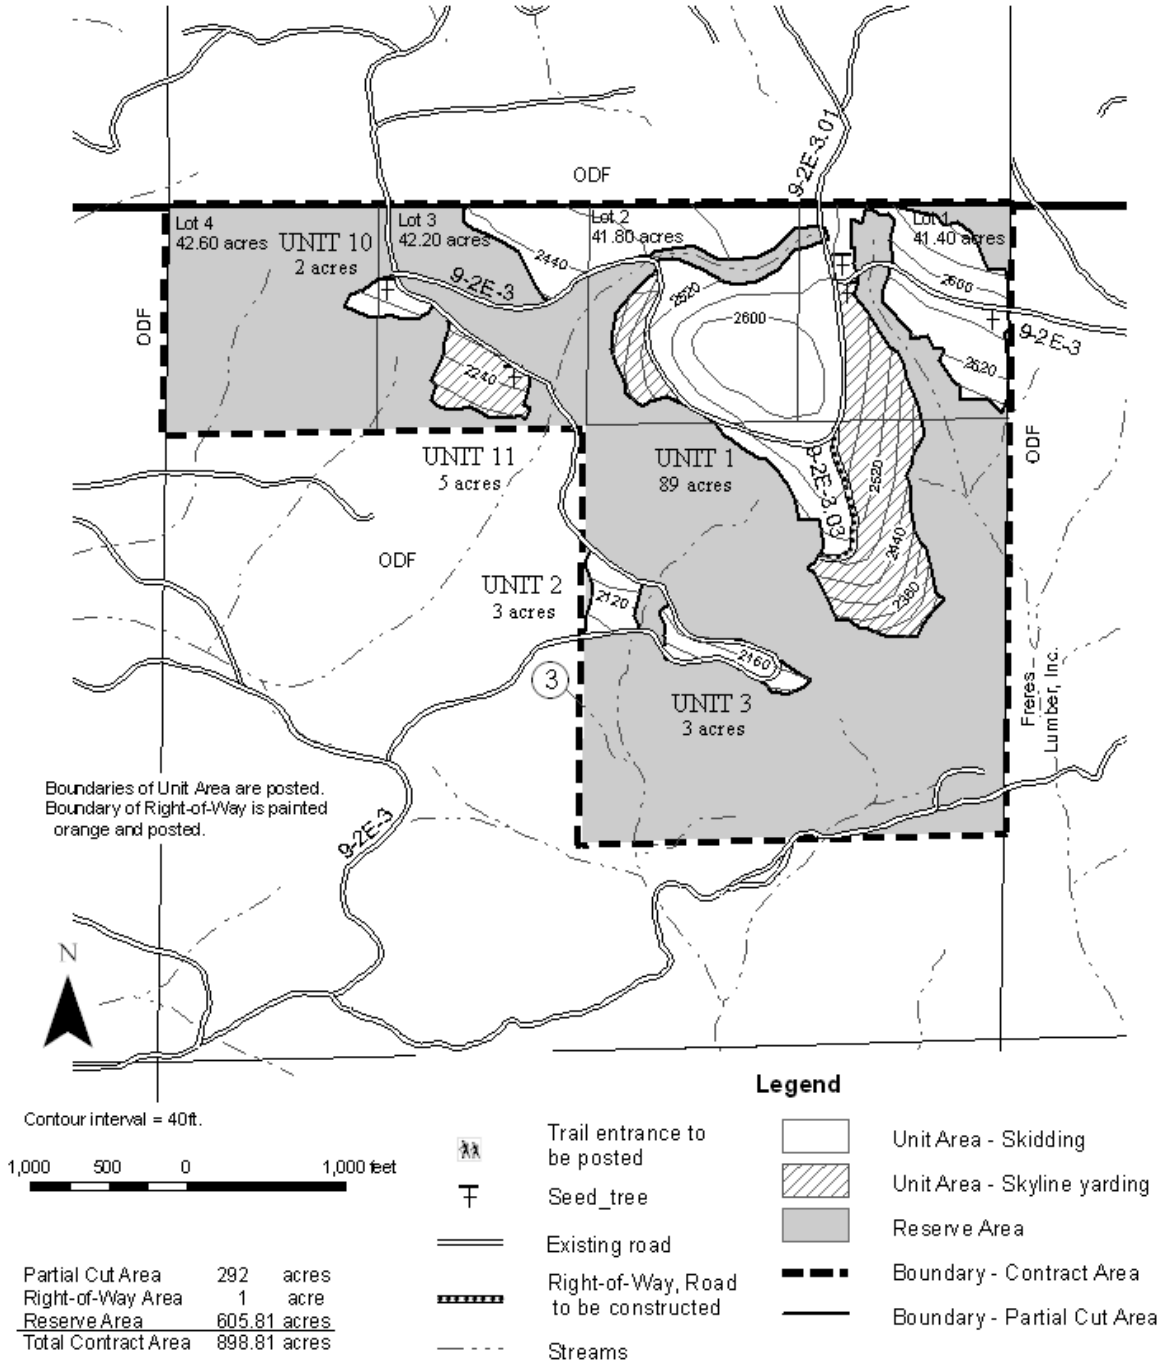 9-2E-3.01
ODF
Lot 4
42.60 acres
UNIT 10
2 acres
Lot 3
42.20 acres
Lot 2
41.80 acres
Lot 1
41.40 acres
2440
9-2E-3
2520
2600
2600
9-2E-3
2620
ODF
2240
UNIT 11
5 acres
UNIT 1
89 acres
9-2E-3.03
2520
ODF
ODF
2440
2360
UNIT 2
3 acres
2120
2160
3
UNIT 3
3 acres
Freres
Lumber, Inc.
Boundaries of Unit Area are posted.
Boundary of Right-of-Way is painted
orange and posted.
9-2E-3
N
Contour interval = 40ft.
1,000 500 0 1,000 feet
Partial Cut Area 292 acres
Right-of-Way Area 1 acre
Reserve Area 605.81 acres
Total Contract Area 898.81 acres
Legend
Trail entrance to
be posted
Seed_tree
Existing road
Right-of-Way, Road
to be constructed
Streams
Unit Area - Skidding
Unit Area - Skyline yarding
Reserve Area
Boundary - Contract Area
Boundary - Partial Cut Area